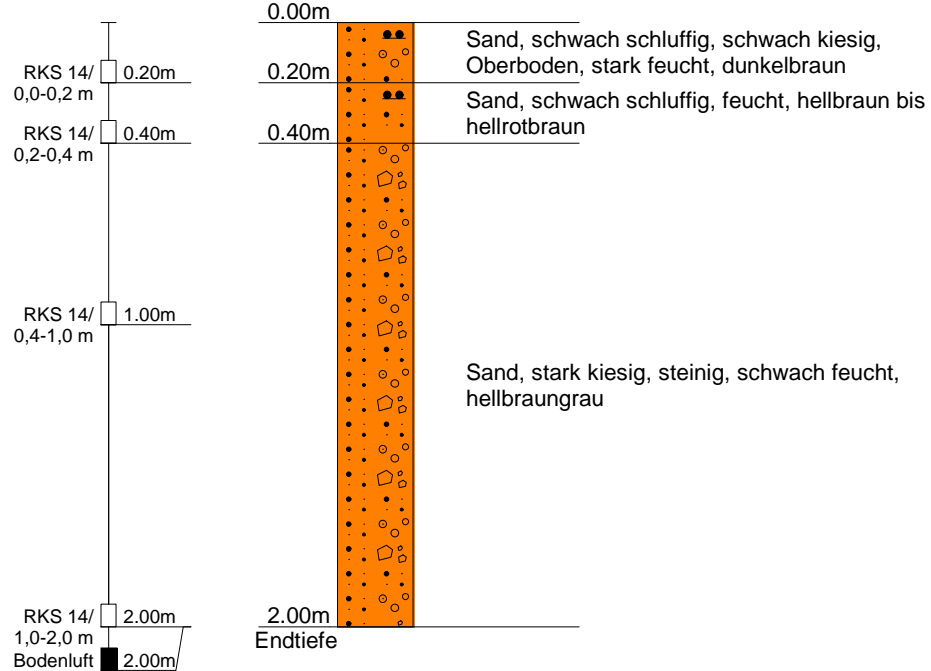 0.00m
Sand, schwach schluffig, schwach kiesig,
Oberboden, stark feucht, dunkelbraun
RKS 14/
0,0-0,2 m
0.20m
0.20m
Sand, schwach schluffig, feucht, hellbraun bis
hellrotbraun
RKS 14/
0,2-0,4 m
0.40m
0.40m
RKS 14/
0,4-1,0 m
1.00m
Sand, stark kiesig, steinig, schwach feucht,
hellbraungrau
RKS 14/
1,0-2,0 m
2.00m
2.00m
Endtiefe
Bodenluft
2.00m